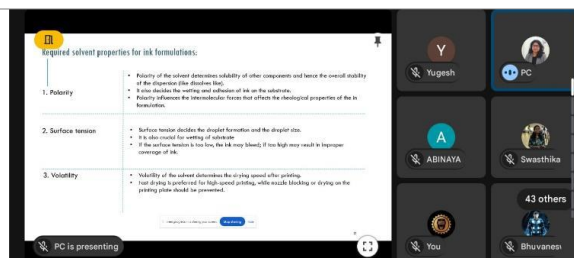 Required solvent properties for ink formulations:
1. Polarity
• Polarity of the solvent determines solubility of other components and hence the overall stability
of the dispersion (like dissolves like).
• It also decides the wetting and adhesion of ink on the substrate.
• Polarity influences the intermolecular forces that affects the rheological properties of the in
formulation.
2. Surface tension
• Surface tension decides the droplet formation and the droplet size.
• It is also crucial for wetting of substrate
• If the surface tension is too low, the ink may bleed; if too high may result in improper
coverage of ink.
3. Volatility
• Volatility of the solvent determines the drying speed after printing.
• Fast drying is preferred for high-speed printing, while nozzle blocking or drying on the
printing plate should be prevented.
PC is presenting
Y
Yugesh
PC
A
ABINAYA
Swasthika
43 others
You
Bhuvanes